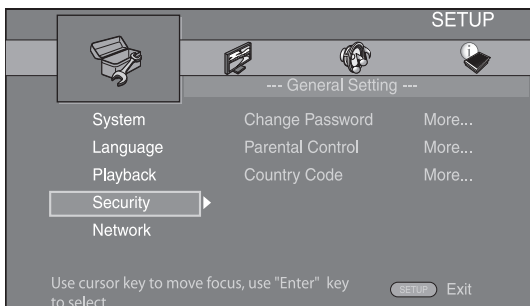 SETUP
--- General Setting ---
System Change Password More...
Language Parental Control More...
Playback Country Code More...
Security
Network
Use cursor key to move focus, use "Enter" key
to select
SETUP Exit